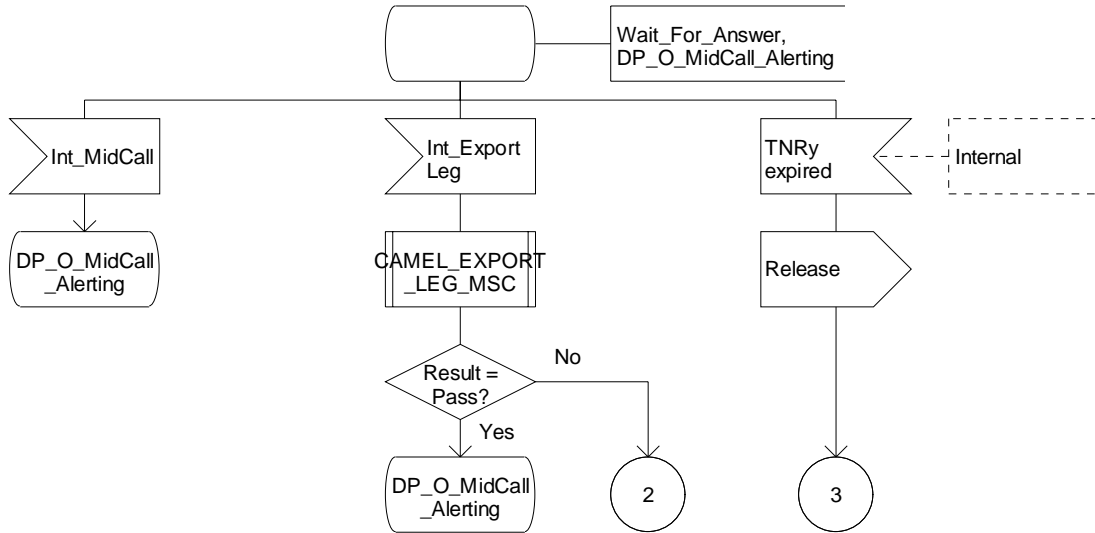 Wait_For_Answer,
DP_O_MidCall_Alerting
Int_MidCall
Int_Export
Leg
TNRy
expired
Internal
DP_O_MidCall
_Alerting
CAMEL_EXPORT
_LEG_MSC
Release
Result =
Pass?
No
Yes
DP_O_MidCall
_Alerting
2
3